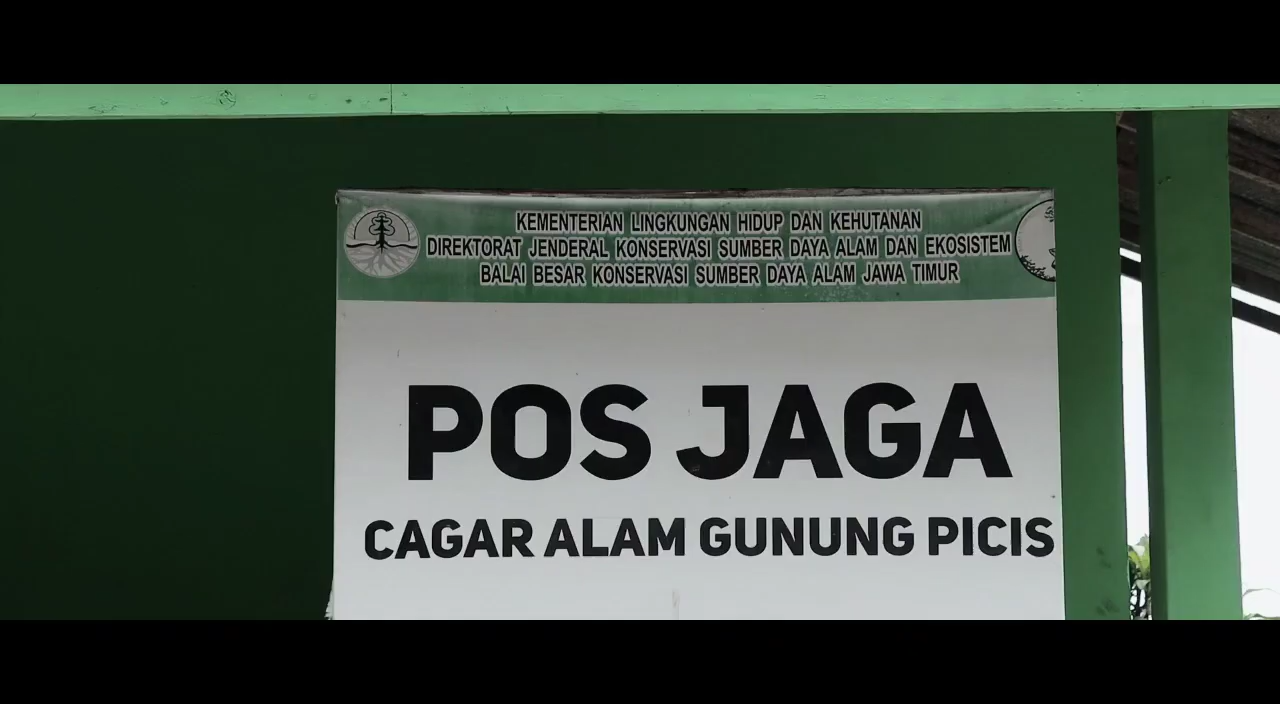 KEMENTERIAN LINGKUNGAN HIDUP DAN KEHUTANAN
DIREKTORAT JENDERAL KONSERVASI SUMBER DAYA ALAM DAN EKOSISTEM
BALAI BESAR KONSERVASI SUMBER DAYA ALAM JAWA TIMUR
POS JAGA
CAGAR ALAM GUNUNG PICIS